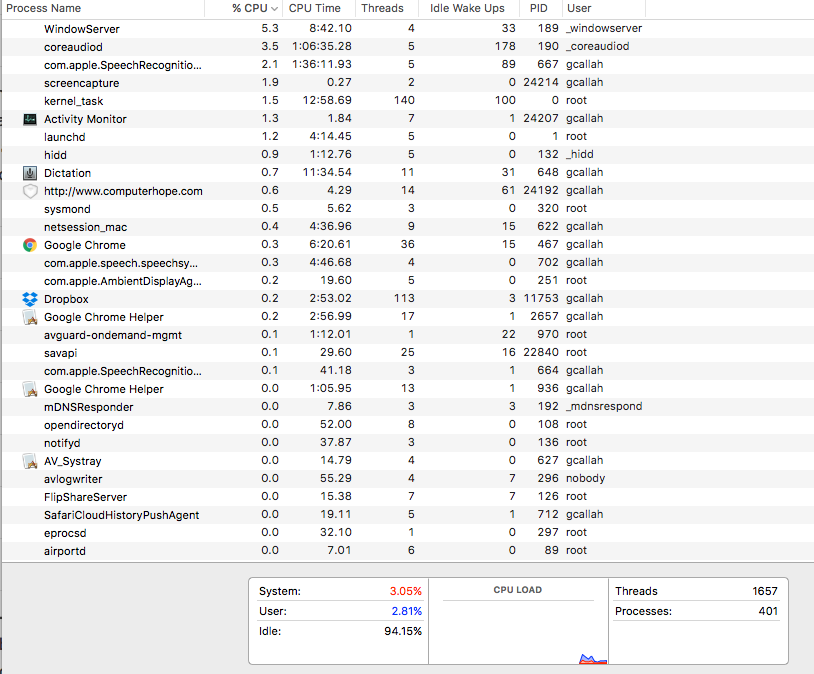 Process Name % CPU CPU Time Threads Idle Wake Ups PID User
WindowServer 5.3 8:42.10 4 33 189 _windowserver
coreaudiod 3.5 1:06:35.28 5 178 190 _coreaudiod
com.apple.SpeechRecognitio... 2.1 1:36:11.93 5 89 667 gcallah
screencapture 1.9 0.27 2 0 24214 gcallah
kernel_task 1.5 12:58.69 140 100 0 root
Activity Monitor 1.3 1.84 7 1 24207 gcallah
launchd 1.2 4:14.45 5 0 1 root
hidd 0.9 1:12.76 5 0 132 _hidd
Dictation 0.7 11:34.54 11 31 648 gcallah
http://www.computerhope.com 0.6 4.29 14 61 24192 gcallah
sysmond 0.5 5.62 3 0 320 root
netsession_mac 0.4 4:36.96 9 15 622 gcallah
Google Chrome 0.3 6:20.61 36 15 467 gcallah
com.apple.speech.speechsy... 0.3 4:46.68 4 0 702 gcallah
com.apple.AmbientDisplayAg... 0.2 19.60 5 0 251 root
Dropbox 0.2 2:53.02 113 3 11753 gcallah
Google Chrome Helper 0.2 2:56.99 17 1 2657 gcallah
avguard-ondemand-mgmt 0.1 1:12.01 1 22 970 root
savapi 0.1 29.60 25 16 22840 root
com.apple.SpeechRecognitio... 0.1 41.18 3 1 664 gcallah
Google Chrome Helper 0.0 1:05.95 13 1 936 gcallah
mDNSResponder 0.0 7.86 3 3 192 _mdnsrespond
opendirectoryd 0.0 52.00 8 0 108 root
notifyd 0.0 37.87 3 0 136 root
AV_Systray 0.0 14.79 4 0 627 gcallah
avlogwriter 0.0 55.29 4 7 296 nobody
FlipShareServer 0.0 15.38 7 7 126 root
SafariCloudHistoryPushAgent 0.0 19.11 5 1 712 gcallah
eprocsd 0.0 32.10 1 0 297 root
airportd 0.0 7.01 6 0 89 root
System: 3.05% CPU LOAD Threads 1657
User: 2.81% Processes: 401
Idle: 94.15%